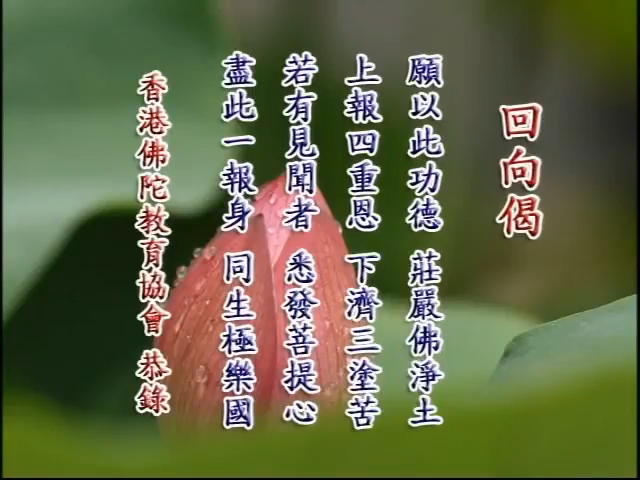 回向偈
願以此功德 莊嚴佛淨土
上報四重恩 下濟三塗苦
若有見聞者 悉發菩提心
盡此一報身 同生極樂國
香港佛陀教育協會 恭錄